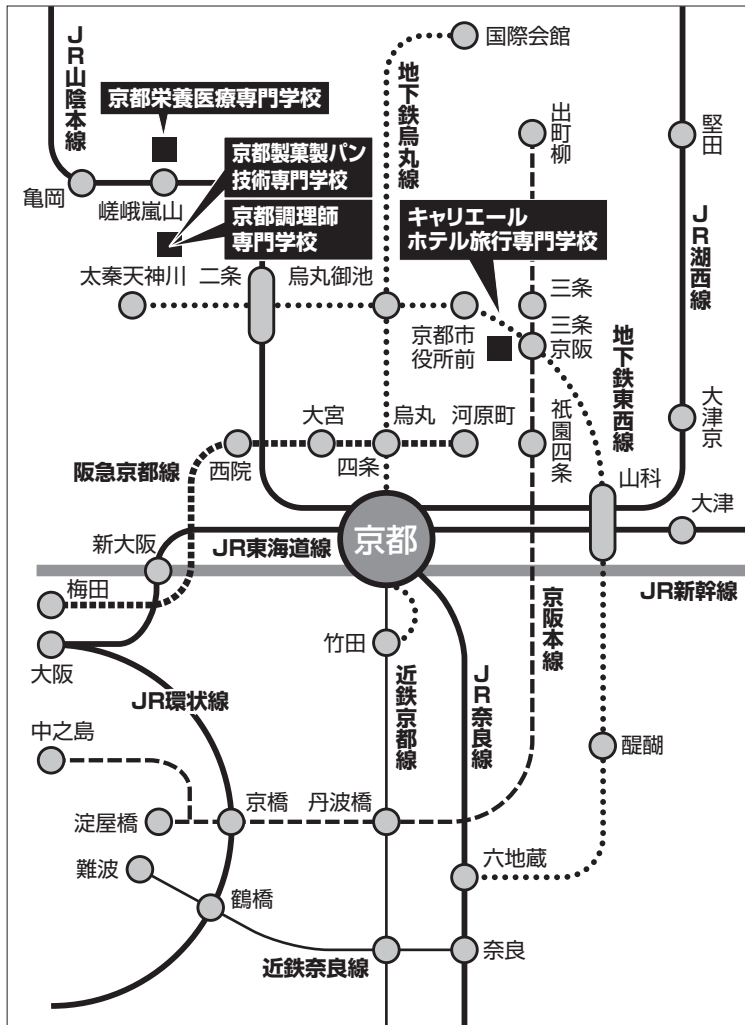 国際会館
JR山陰本線
京都栄養医療専門学校
地下鉄烏丸線
出町柳
堅田
京都製菓製パン
技術専門学校
亀岡
嵯峨嵐山
京都調理師
専門学校
キャリエール
ホテル旅行専門学校
JR湖西線
太秦天神川
二条
烏丸御池
三条
京都市
役所前
三条
京阪
地下鉄東西線
大津京
大宮
烏丸
河原町
祇園四条
阪急京都線
西院
四条
山科
大津
新大阪
JR東海道線
京都
JR新幹線
梅田
大阪
竹田
近鉄京都線
JR奈良線
京阪本線
JR環状線
中之島
醍醐
淀屋橋
京橋
丹波橋
難波
六地蔵
鶴橋
近鉄奈良線
奈良